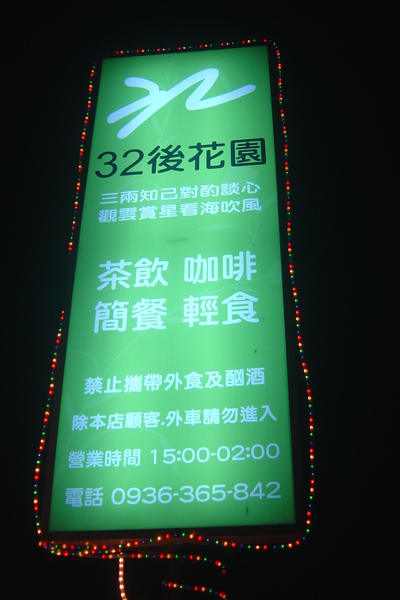 32後花園
三兩知己對酌談心
觀雲賞星看海吹風
茶飲 咖啡
簡餐 輕食
禁止攜帶外食及酗酒
除本店顧客.外車請勿進入
營業時間 15:00-02:00
電話 0936-365-842